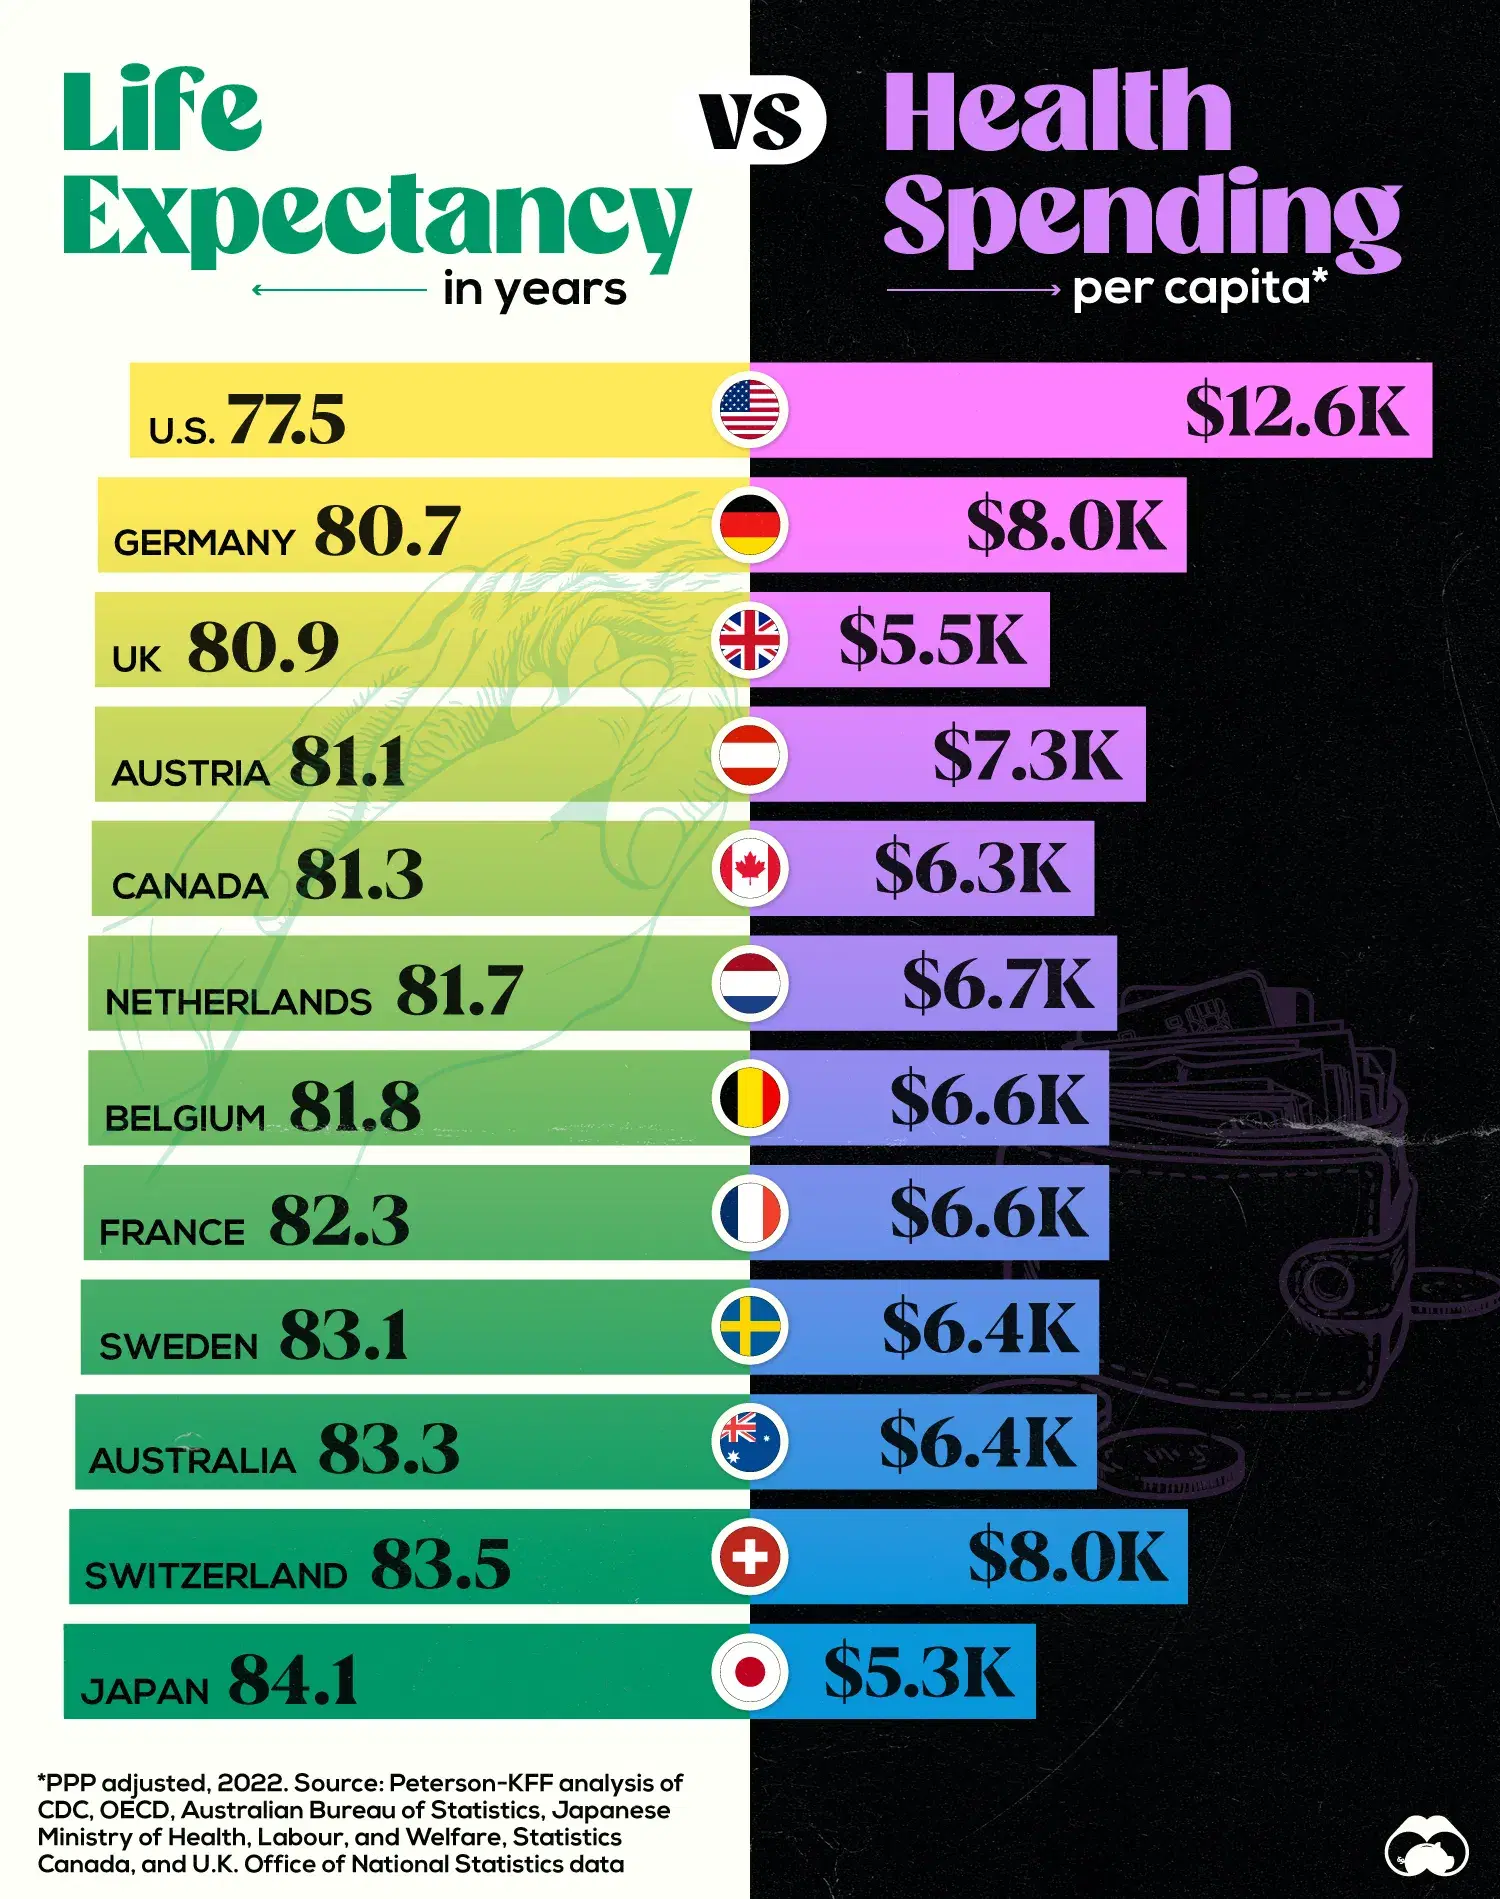 Life
Expectancy
in years
VS
Health
Spending
per capita*
U.S. 77.5 $12.6K
GERMANY 80.7 $8.0K
UK 80.9 $5.5K
AUSTRIA 81.1 $7.3K
CANADA 81.3 $6.3K
NETHERLANDS 81.7 $6.7K
BELGIUM 81.8 $6.6K
FRANCE 82.3 $6.6K
SWEDEN 83.1 $6.4K
AUSTRALIA 83.3 $6.4K
SWITZERLAND 83.5 $8.0K
JAPAN 84.1 $5.3K
*PPP adjusted, 2022. Source: Peterson-KFF analysis of
CDC, OECD, Australian Bureau of Statistics, Japanese
Ministry of Health, Labour, and Welfare, Statistics
Canada, and U.K. Office of National Statistics data